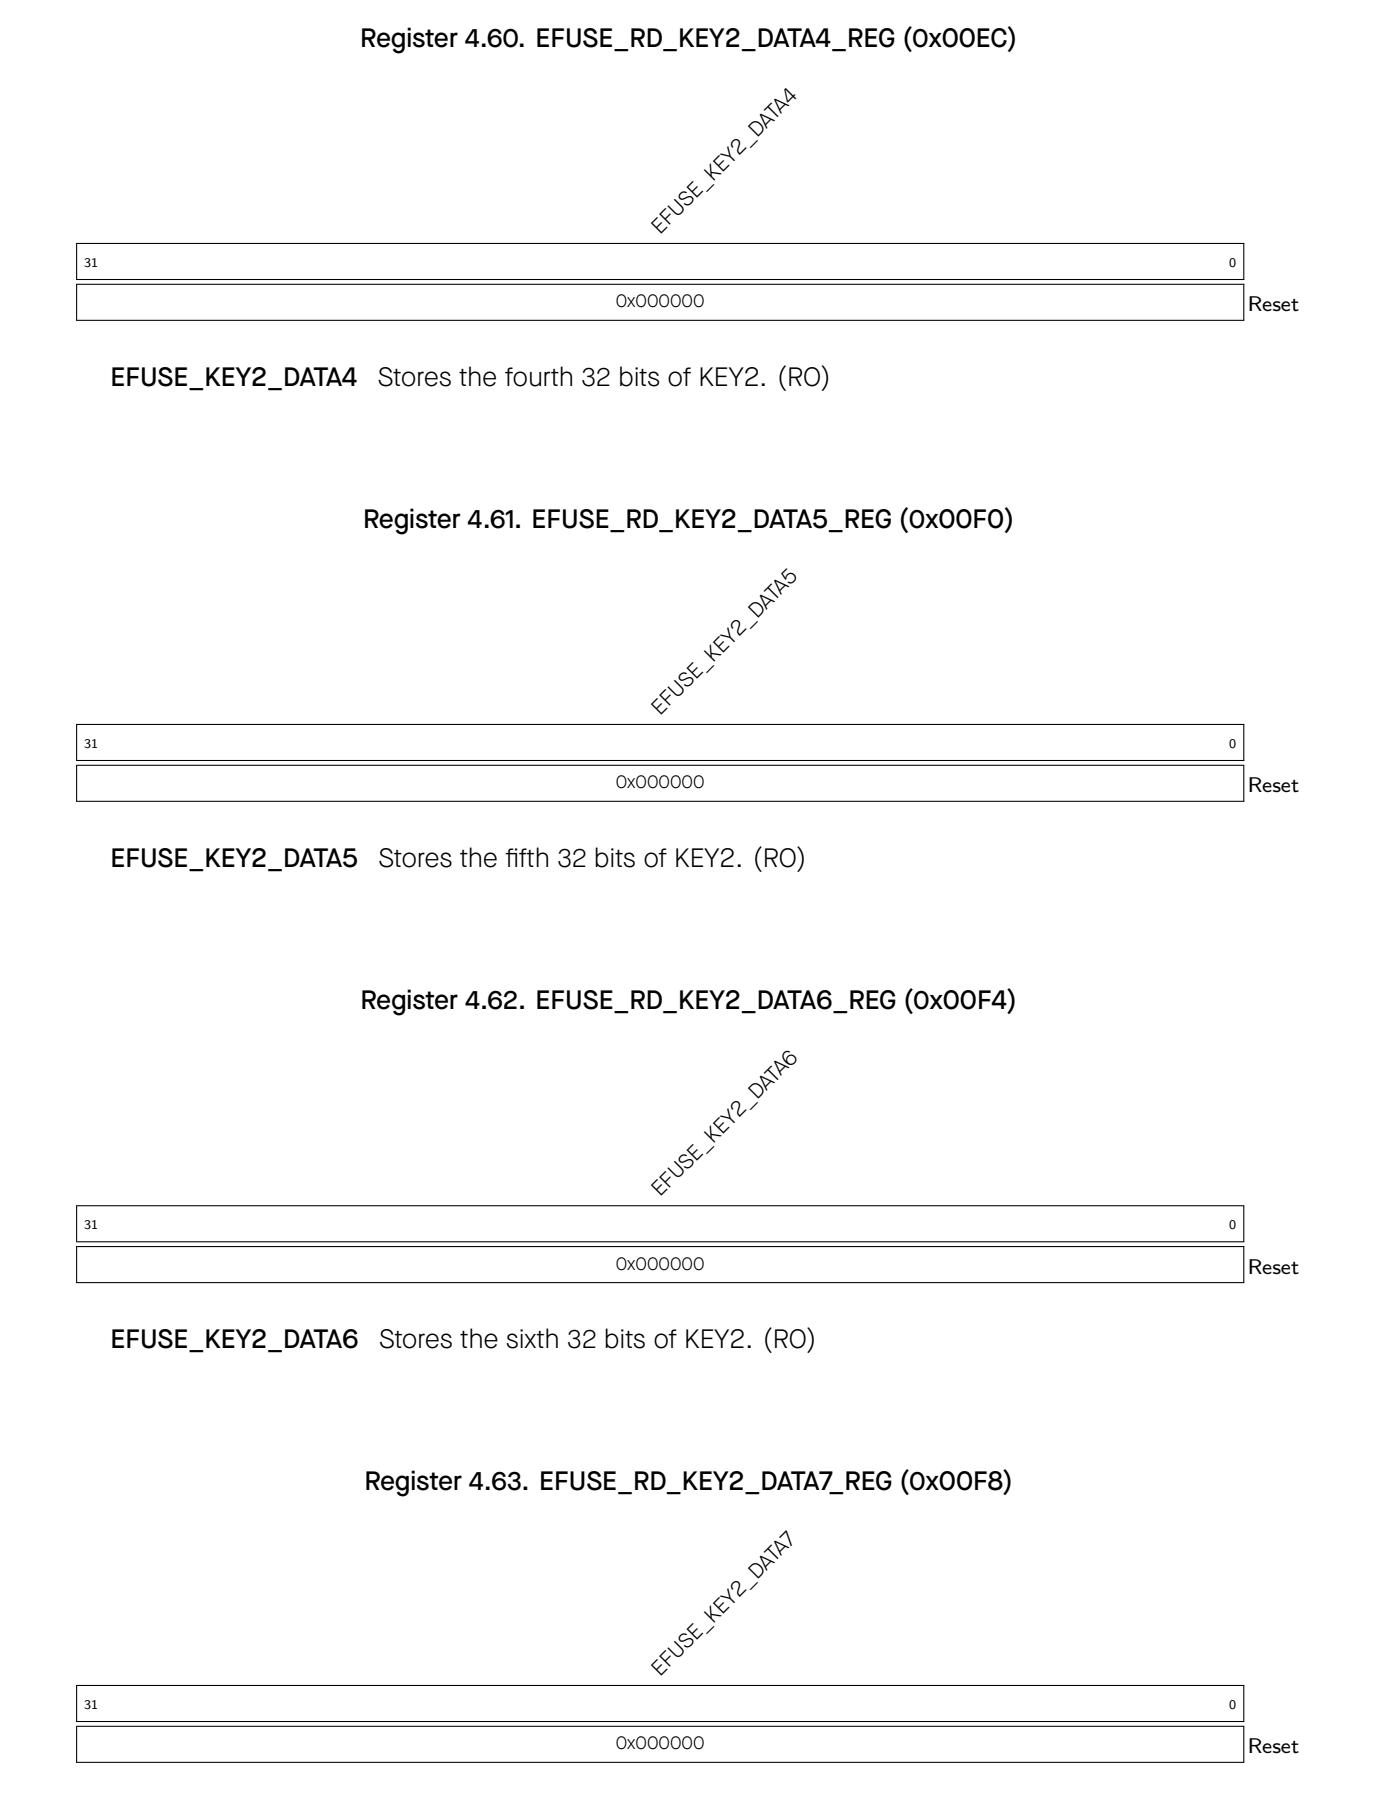 Register 4.60. EFUSE_RD_KEY2_DATA4_REG (0x00EC)
EFUSE_KEY2_DATA4
31 0
0x000000 Reset
EFUSE_KEY2_DATA4 Stores the fourth 32 bits of KEY2. (RO)
Register 4.61. EFUSE_RD_KEY2_DATA5_REG (0x00F0)
EFUSE_KEY2_DATA5
31 0
0x000000 Reset
EFUSE_KEY2_DATA5 Stores the fifth 32 bits of KEY2. (RO)
Register 4.62. EFUSE_RD_KEY2_DATA6_REG (0x00F4)
EFUSE_KEY2_DATA6
31 0
0x000000 Reset
EFUSE_KEY2_DATA6 Stores the sixth 32 bits of KEY2. (RO)
Register 4.63. EFUSE_RD_KEY2_DATA7_REG (0x00F8)
EFUSE_KEY2_DATA7
31 0
0x000000 Reset